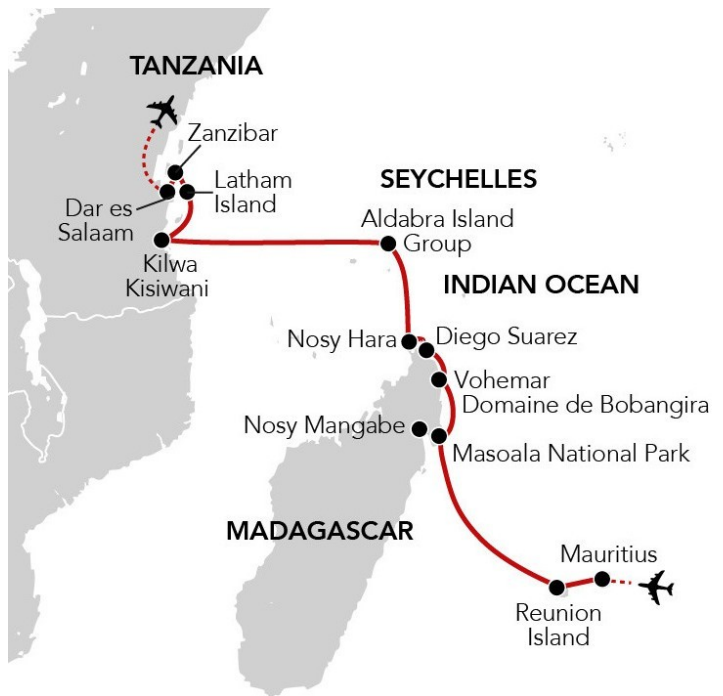 TANZANIA
Zanzibar
Latham
Island
Dar es
Salaam
Kilwa
Kisiwani
SEYCHELLES
Aldabra Island
Group
INDIAN OCEAN
Nosy Hara
Diego Suarez
Vohemar
Domaine de Bobangira
Nosy Mangabe
Masoala National Park
MADAGASCAR
Mauritius
Reunion
Island